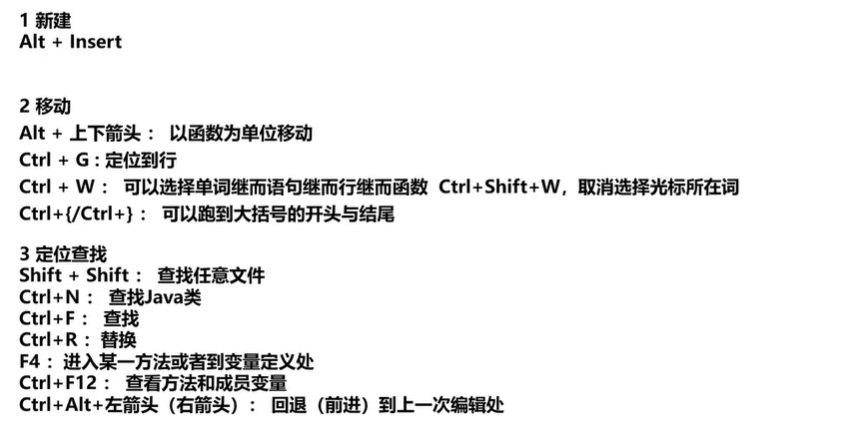 1 新建
Alt + Insert
2 移动
Alt + 上下箭头： 以函数为单位移动
Ctrl + G : 定位到行
Ctrl + W： 可以选择单词继而语句继而行继而函数 Ctrl+Shift+W，取消选择光标所在词
Ctrl+{/Ctrl+}： 可以跑到大括号的开头与结尾
3 定位查找
Shift + Shift： 查找任意文件
Ctrl+N： 查找Java类
Ctrl+F： 查找
Ctrl+R：替换
F4：进入某一方法或者到变量定义处
Ctrl+F12： 查看方法和成员变量
Ctrl+Alt+左箭头（右箭头）： 回退（前进）到上一次编辑处